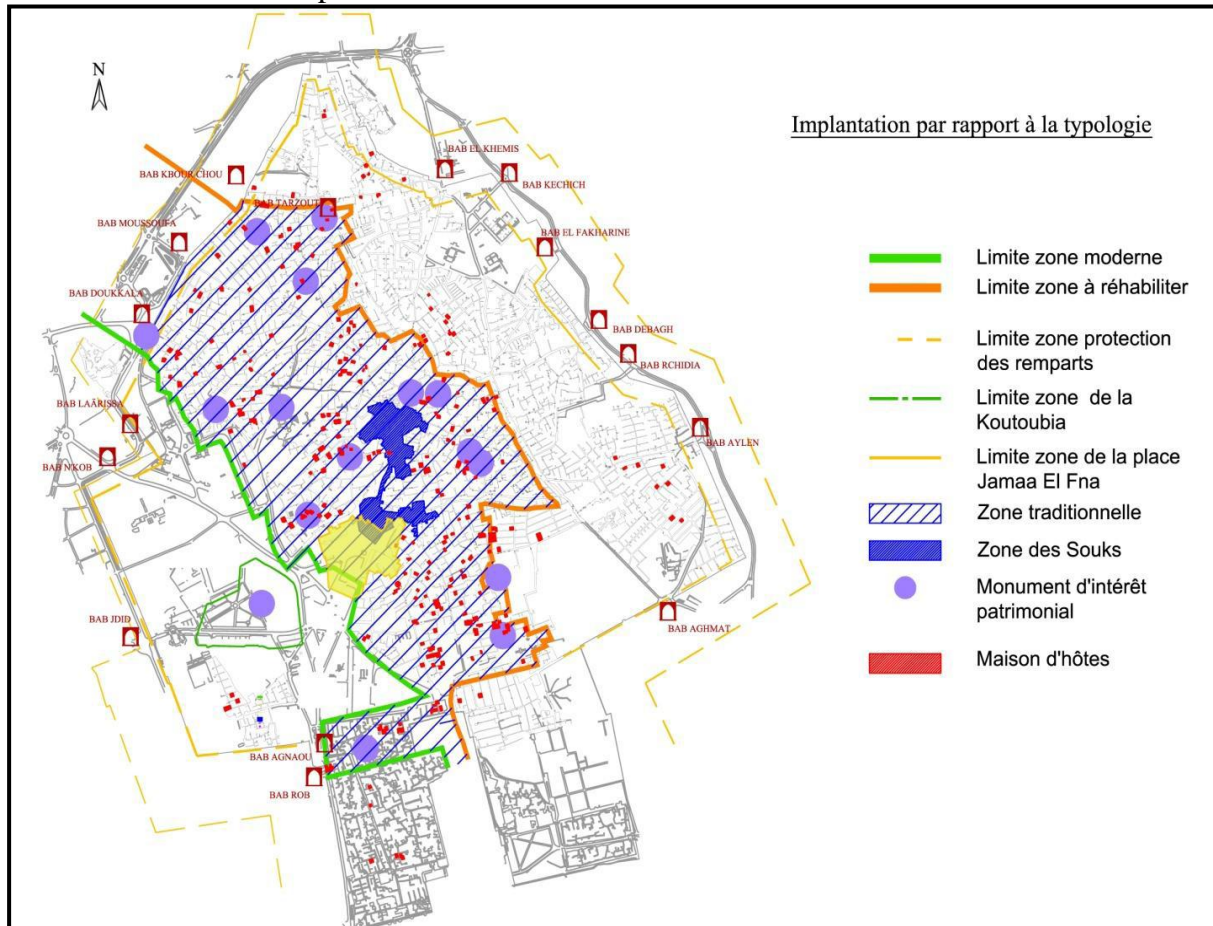 N
Implantation par rapport à la typologie
BAB EL KHEMIS
BAB KBOUR CHOU
BAB KECHICH
BAB TARZOUT
BAB MOUSSOUFA
BAB EL FAKHARINE
BAB DOUKKALA
BAB DEBAGH
BAB RCHIDIA
BAB LAÂRISSA
BAB AYLEN
BAB N'KOB
BAB JDID
BAB AGHMAT
BAB AGNAOU
BAB ROB
Limite zone moderne
Limite zone à réhabiliter
Limite zone protection
des remparts
Limite zone de la
Koutoubia
Limite zone de la place
Jamaa El Fna
Zone traditionnelle
Zone des Souks
Monument d'intérêt
patrimonial
Maison d'hôtes